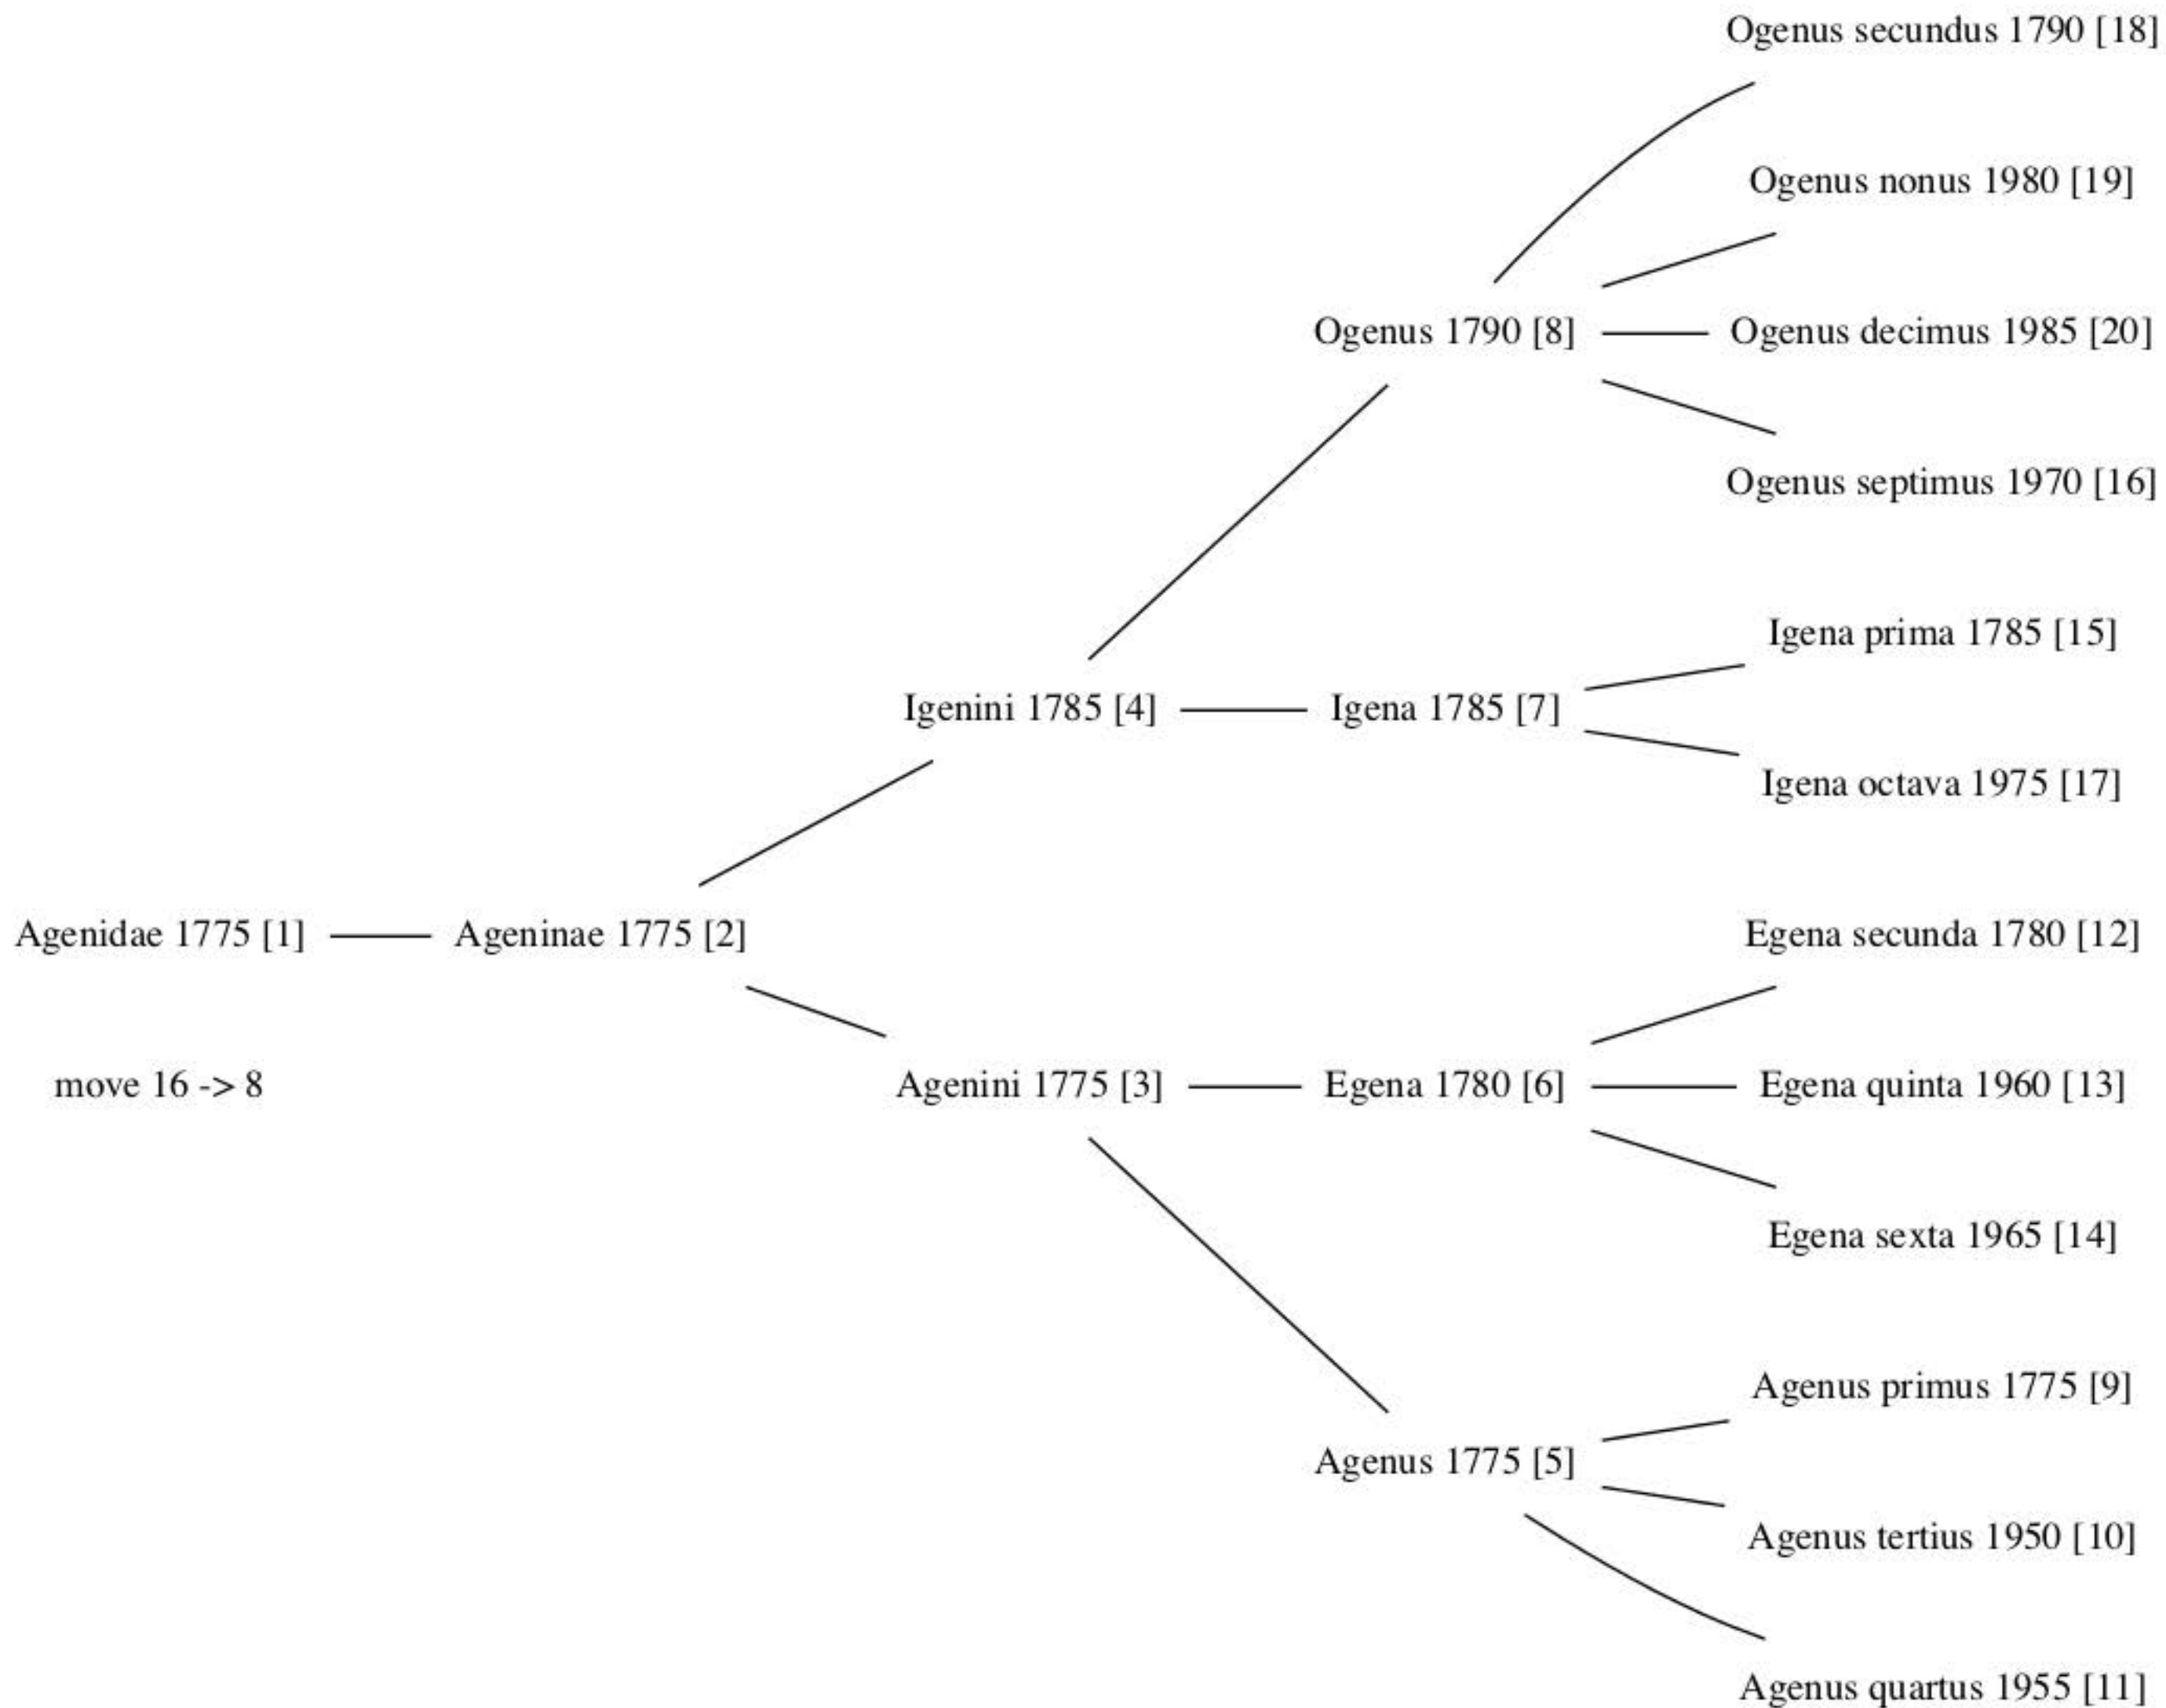 Ogenus secundus 1790 [18]
Ogenus nonus 1980 [19]
Ogenus 1790 [8]
Ogenus decimus 1985 [20]
Ogenus septimus 1970 [16]
Igena prima 1785 [15]
Igenini 1785 [4]
Igena 1785 [7]
Igena octava 1975 [17]
Agenidae 1775 [1]
Ageninae 1775 [2]
Egena secunda 1780 [12]
move 16 -> 8
Agenini 1775 [3]
Egena 1780 [6]
Egena quinta 1960 [13]
Egena sexta 1965 [14]
Agenus primus 1775 [9]
Agenus 1775 [5]
Agenus tertius 1950 [10]
Agenus quartus 1955 [11]